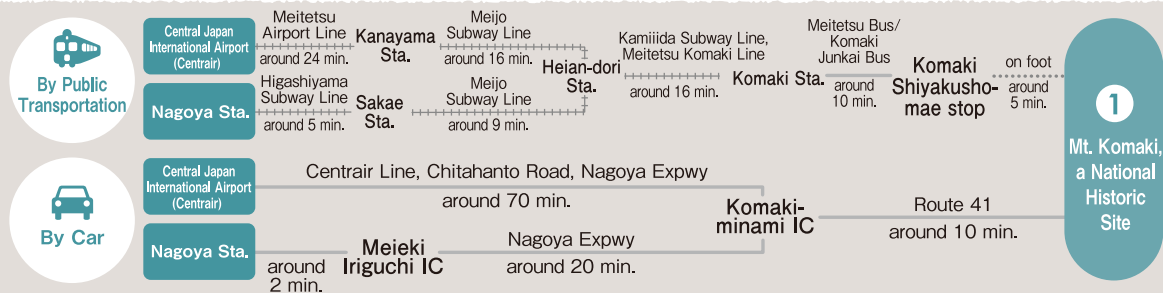 By Public
Transportation
Central Japan
International Airport
(Centrair)
Meitetsu
Airport Line
around 24 min.
Kanayama
Sta.
Meijo
Subway Line
around 16 min.
Nagoya Sta.
Higashiyama
Subway Line
around 5 min.
Sakae
Sta.
Meijo
Subway Line
around 9 min.
Heian-dori
Sta.
Kamiiida Subway Line,
Meitetsu Komaki Line
around 16 min.
Komaki Sta.
Meitetsu Bus/
Komaki
Junkai Bus
around
10 min.
Komaki
Shiyakusho-
mae stop
on foot
around
5 min.
By Car
Central Japan
International Airport
(Centrair)
Centrair Line, Chitahanto Road, Nagoya Expwy
around 70 min.
Nagoya Sta.
around
2 min.
Meieki
Iriguchi IC
Nagoya Expwy
around 20 min.
Komaki-
minami IC
Route 41
around 10 min.
1
Mt. Komaki,
a National
Historic
Site